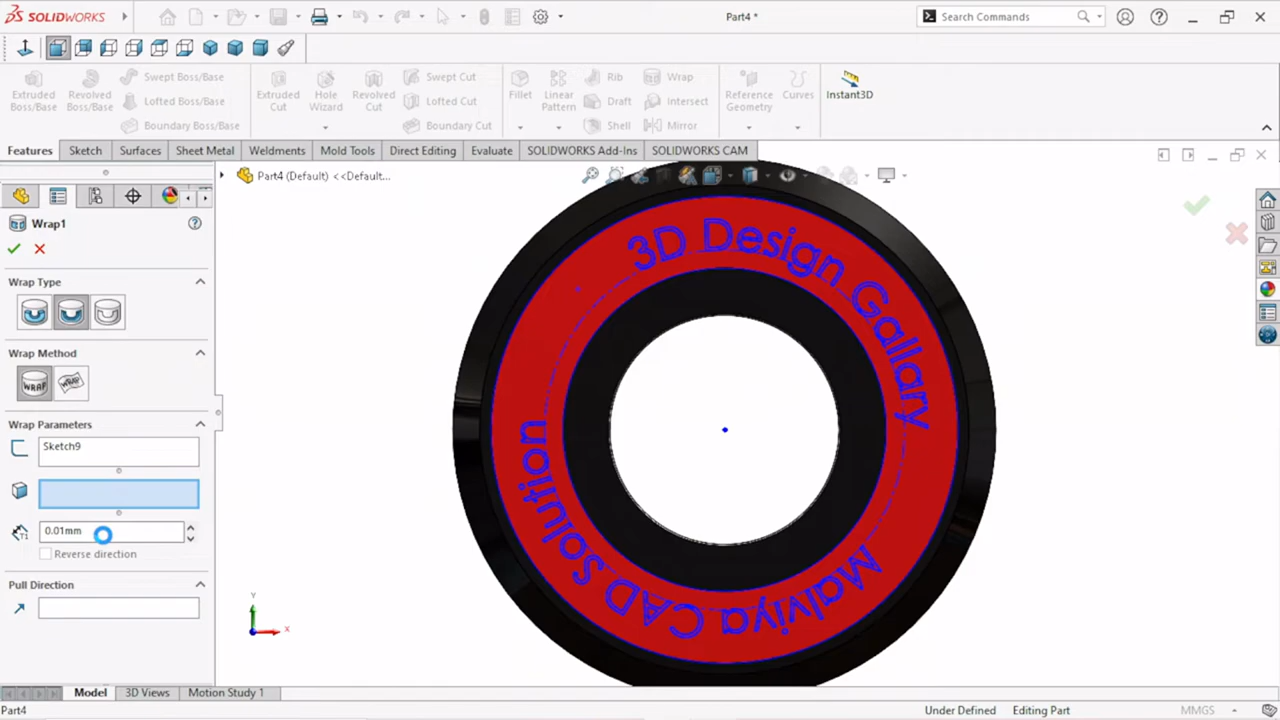 SOLIDWORKS
Part4 *
Search Commands
Extruded Boss/Base
Revolved Boss/Base
Swept Boss/Base
Lofted Boss/Base
Boundary Boss/Base
Extruded Cut
Hole Wizard
Revolved Cut
Swept Cut
Lofted Cut
Boundary Cut
Fillet
Linear Pattern
Rib
Draft
Shell
Wrap
Intersect
Mirror
Reference Geometry
Curves
Instant3D
Features
Sketch
Surfaces
Sheet Metal
Weldments
Mold Tools
Direct Editing
Evaluate
SOLIDWORKS Add-Ins
SOLIDWORKS CAM
Part4 (Default) <<Default...
Wrap1
Wrap Type
Wrap Method
WRAP
WRAP
Wrap Parameters
Sketch9
0.01mm
Reverse direction
Pull Direction
3D Design Gallary
Malviya CAD Solution
Y
X
Model
3D Views
Motion Study 1
Part4
Under Defined
Editing Part
MMGS